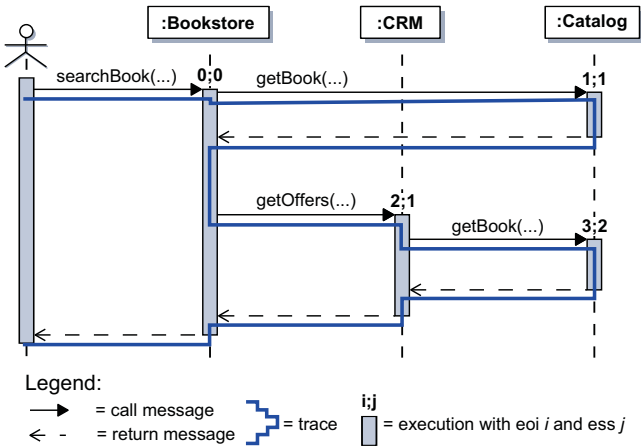 :Bookstore
:CRM
:Catalog
searchBook(...)
0;0
getBook(...)
1;1
getOffers(...)
2;1
getBook(...)
3;2
Legend:
= call message
= return message
= trace
i;j
= execution with eoi i and ess j